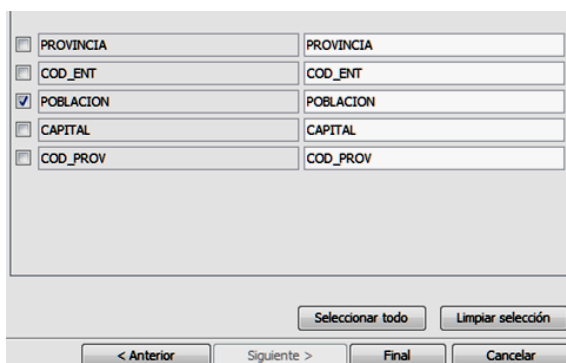 PROVINCIA PROVINCIA
COD_ENT COD_ENT
POBLACION POBLACION
CAPITAL CAPITAL
COD_PROV COD_PROV
Seleccionar todo Limpiar selección
< Anterior Siguiente > Final Cancelar